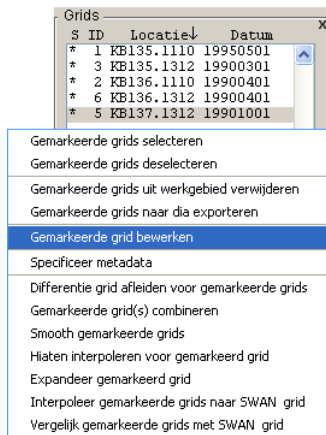 Grids
x
S ID Locatie↓ Datum
* 1 KB135.1110 19950501
* 3 KB135.1312 19900301
* 2 KB136.1110 19900401
* 6 KB136.1312 19900401
* 5 KB137.1312 19901001
Gemarkeerde grids selecteren
Gemarkeerde grids deselecteren
Gemarkeerde grids uit werkgebied verwijderen
Gemarkeerde grids naar dia exporteren
Gemarkeerde grid bewerken
Specificeer metadata
Differentie grid afleiden voor gemarkeerde grids
Gemarkeerde grid(s) combineren
Smooth gemarkeerde grids
Hiaten interpoleren voor gemarkeerd grid
Expandeer gemarkeerd grid
Interpoleer gemarkeerde grids naar SWAN grid
Vergelijk gemarkeerde grids met SWAN grid